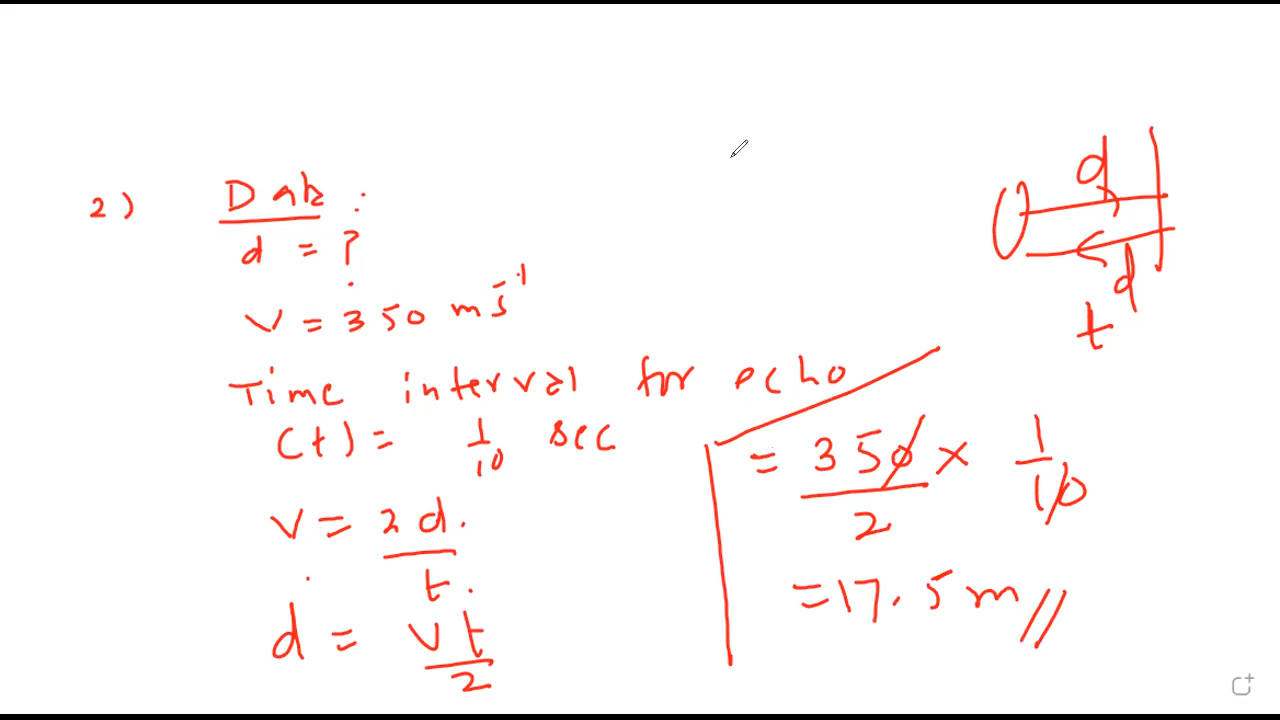 2) Data :
d = ?
V = 350 ms⁻¹
Time interval for echo
(t) = 1/10 sec
V = 2d/t
d = Vt/2
= 350/2 × 1/10
= 17.5 m //
d
d
t